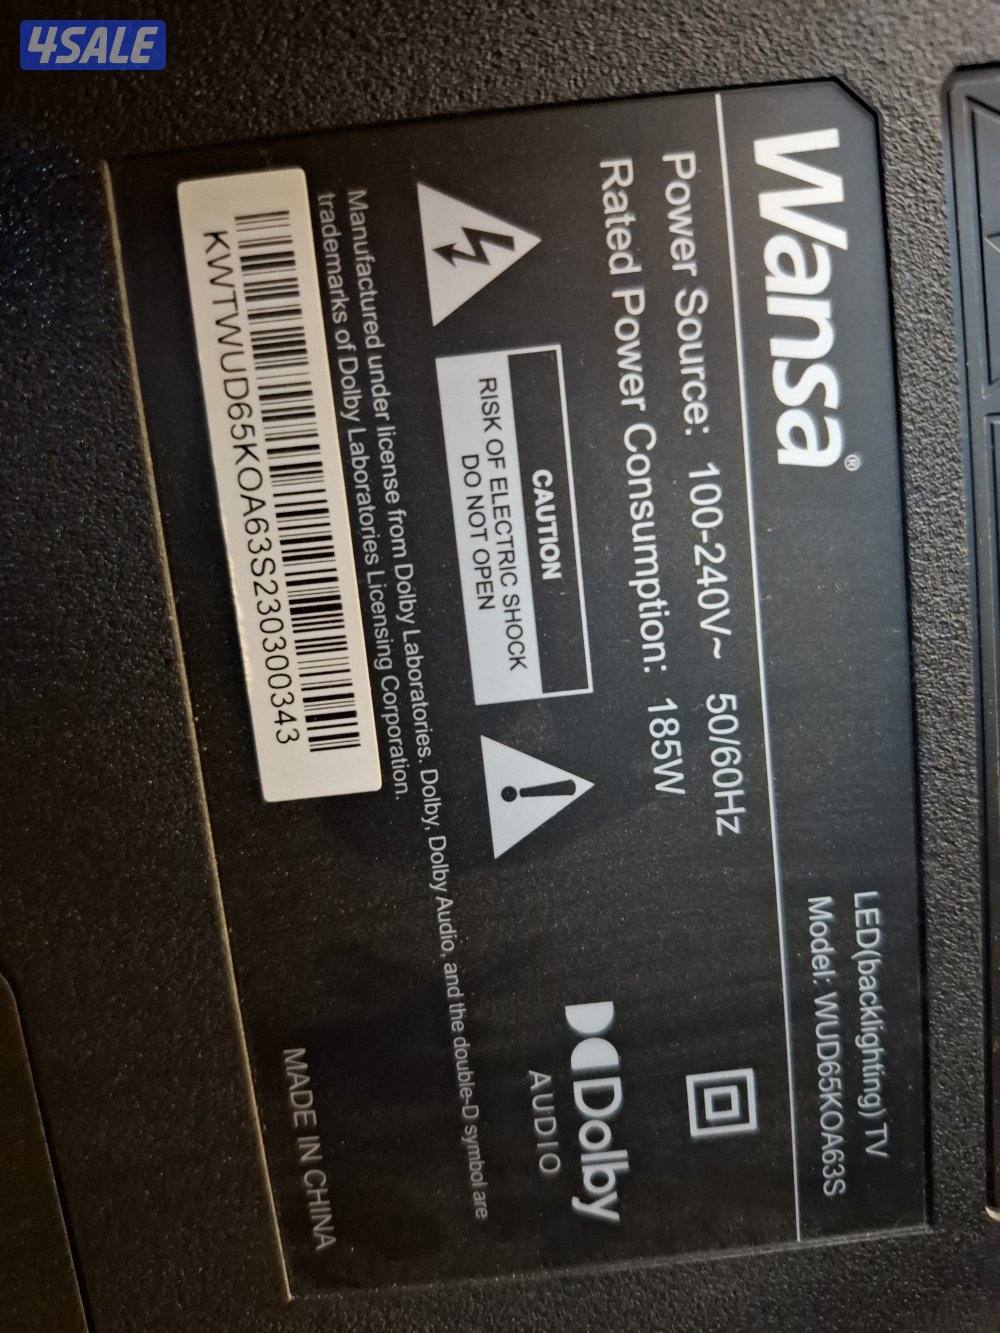 4SALE
Wansa®
LED(backlighting) TV
Model: WUD65KOA63S
Power Source: 100-240V~ 50/60Hz
Rated Power Consumption: 185W
CAUTION
RISK OF ELECTRIC SHOCK
DO NOT OPEN
Dolby
AUDIO
Manufactured under license from Dolby Laboratories. Dolby, Dolby Audio, and the double-D symbol are
trademarks of Dolby Laboratories Licensing Corporation.
KWTWUD65KOA63S230300343
MADE IN CHINA